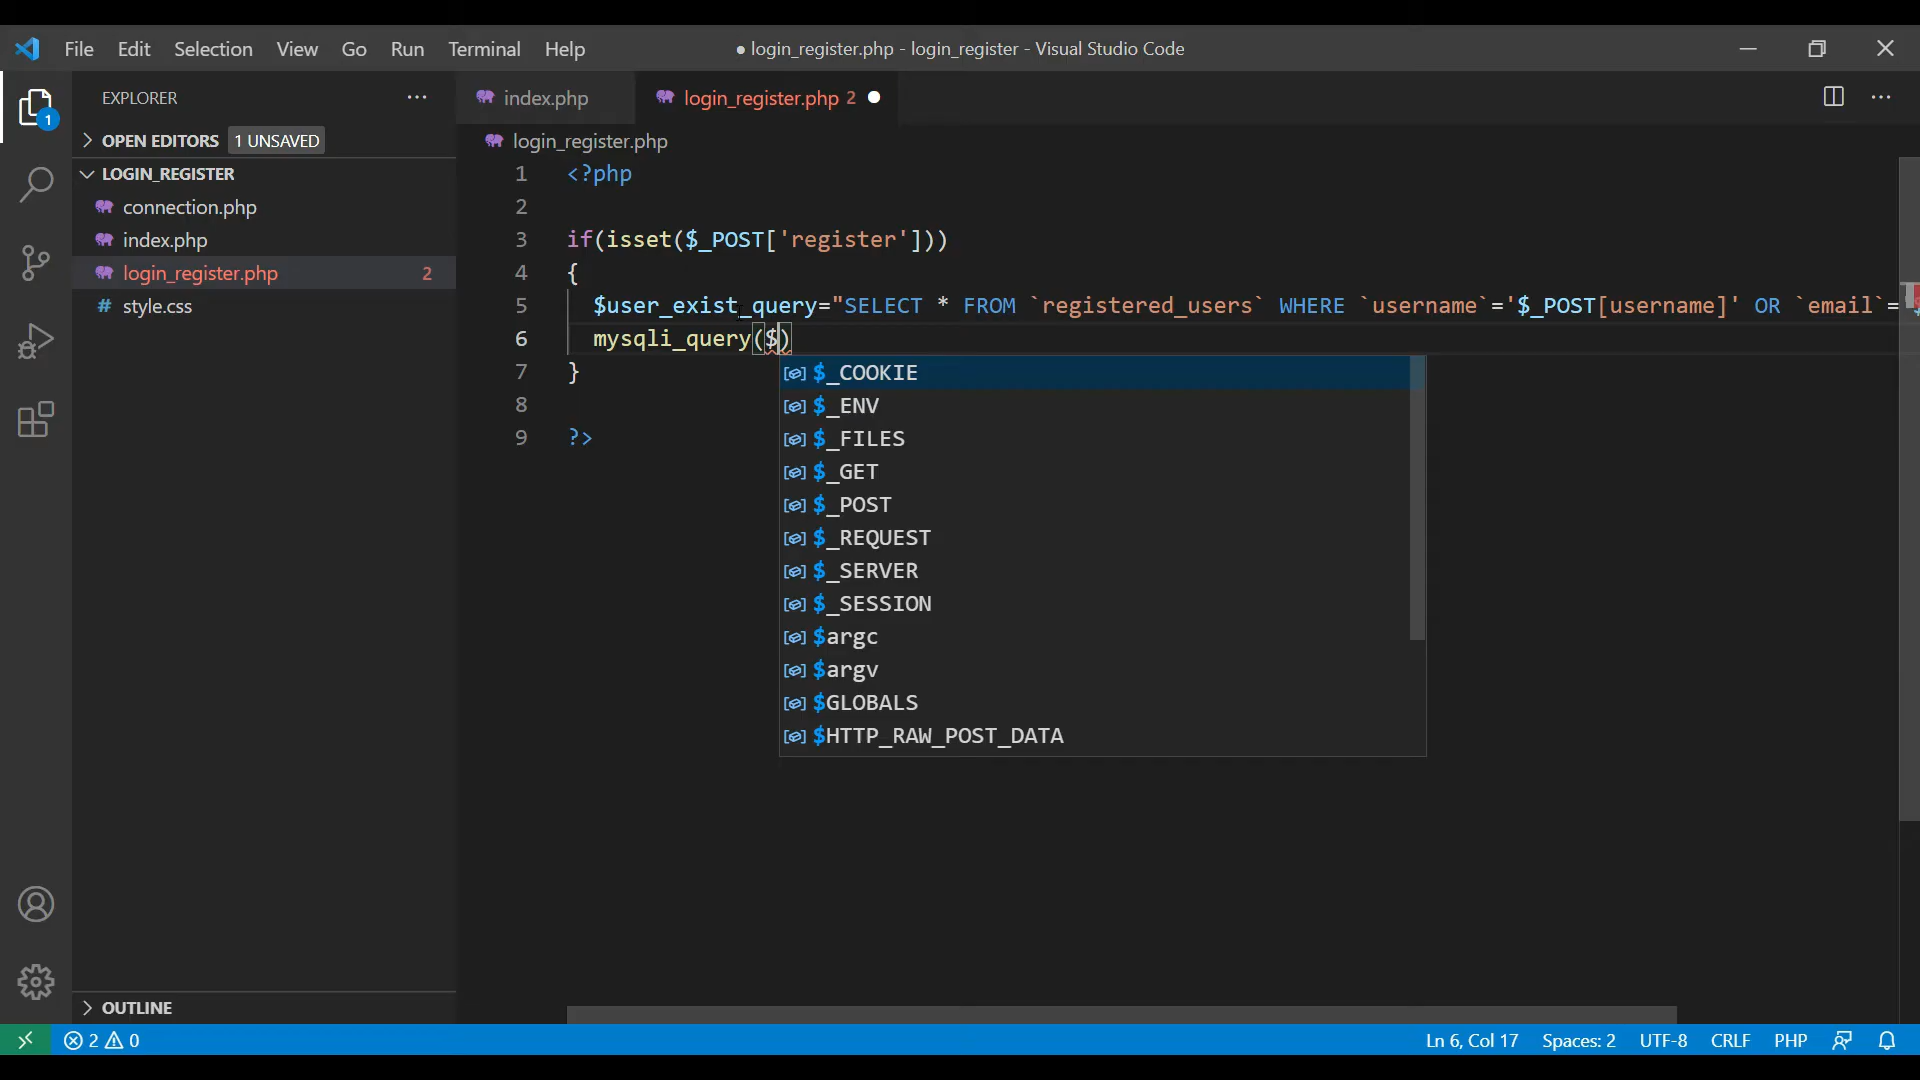 File Edit Selection View Go Run Terminal Help
● login_register.php - login_register - Visual Studio Code
1
EXPLORER
OPEN EDITORS 1 UNSAVED
LOGIN_REGISTER
connection.php
index.php
login_register.php 2
# style.css
OUTLINE
index.php
login_register.php 2
login_register.php
1 <?php
2
3 if(isset($_POST['register']))
4 {
5 $user_exist_query="SELECT * FROM `registered_users` WHERE `username`='$_POST[username]' OR `email`=
6 mysqli_query($)
7 }
8
9 ?>
$_COOKIE
$_ENV
$_FILES
$_GET
$_POST
$_REQUEST
$_SERVER
$_SESSION
$argc
$argv
$GLOBALS
$HTTP_RAW_POST_DATA
2 0
Ln 6, Col 17 Spaces: 2 UTF-8 CRLF PHP